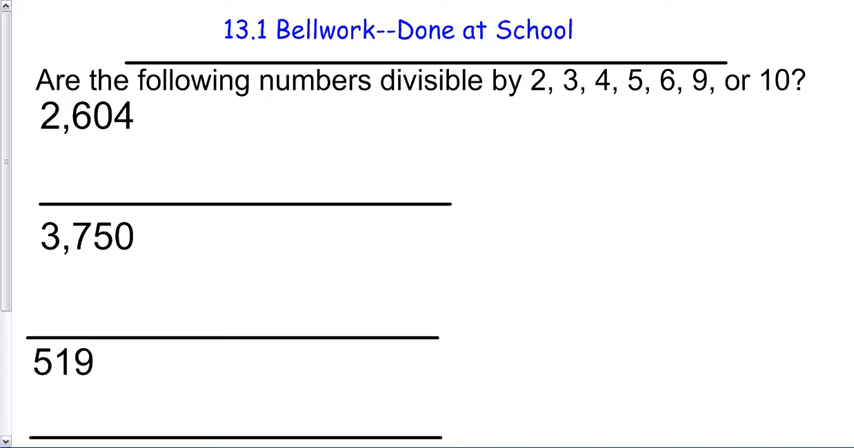 13.1 Bellwork--Done at School
Are the following numbers divisible by 2, 3, 4, 5, 6, 9, or 10?
2,604
3,750
519